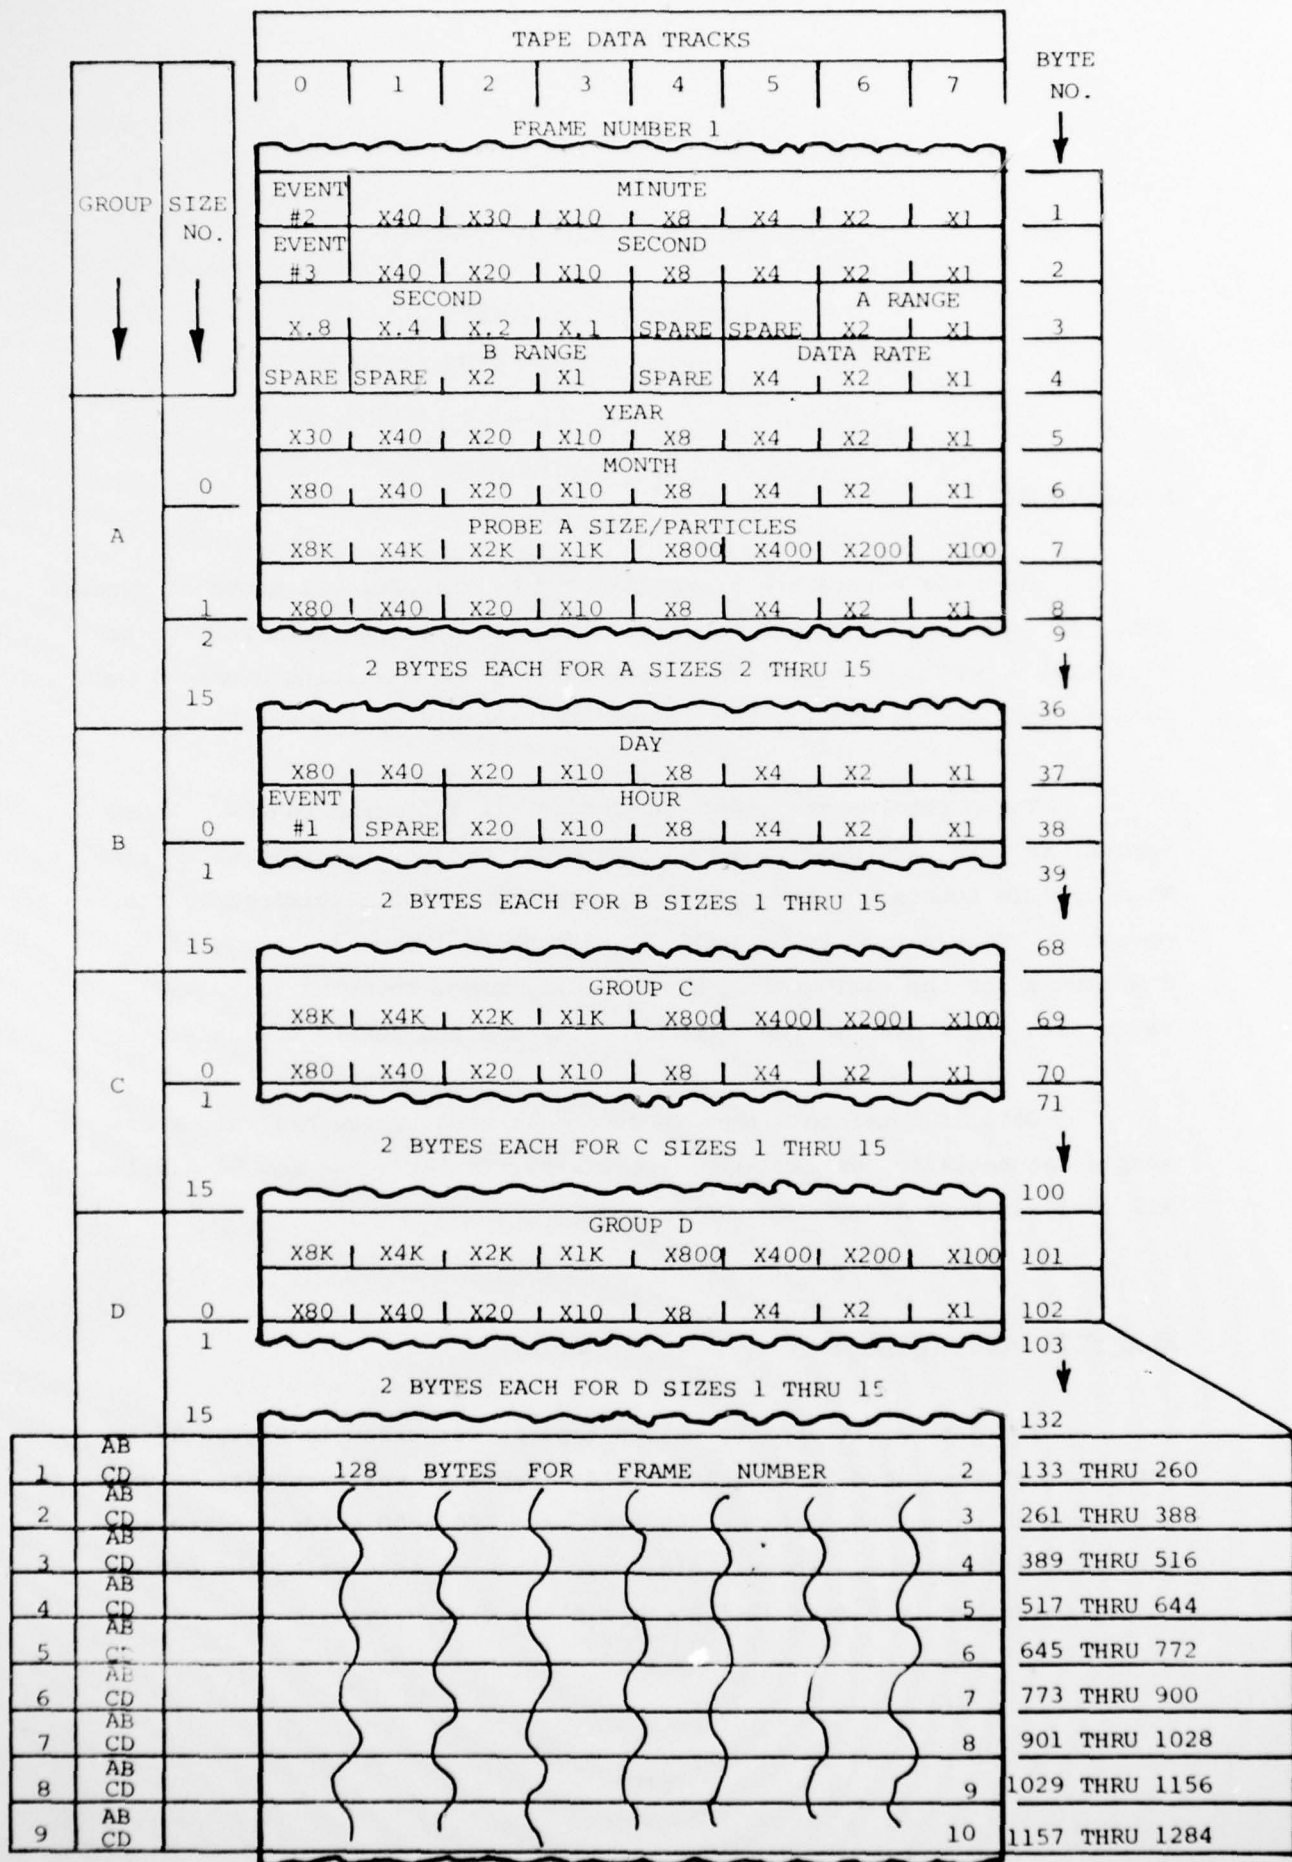 TAPE DATA TRACKS
0 1 2 3 4 5 6 7
BYTE NO.
GROUP SIZE NO.
FRAME NUMBER 1
EVENT MINUTE
#2 X40 X30 X10 X8 X4 X2 X1 1
EVENT SECOND
#3 X40 X20 X10 X8 X4 X2 X1 2
SECOND A RANGE
X.8 X.4 X.2 X.1 SPARE SPARE X2 X1 3
B RANGE DATA RATE
SPARE SPARE X2 X1 SPARE X4 X2 X1 4
YEAR
X30 X40 X20 X10 X8 X4 X2 X1 5
MONTH
0 X80 X40 X20 X10 X8 X4 X2 X1 6
A PROBE A SIZE/PARTICLES
X8K X4K X2K X1K X800 X400 X200 X100 7
1 X80 X40 X20 X10 X8 X4 X2 X1 8
2 9
2 BYTES EACH FOR A SIZES 2 THRU 15
15 36
DAY
X80 X40 X20 X10 X8 X4 X2 X1 37
EVENT HOUR
B 0 #1 SPARE X20 X10 X8 X4 X2 X1 38
1 39
2 BYTES EACH FOR B SIZES 1 THRU 15
15 68
GROUP C
X8K X4K X2K X1K X800 X400 X200 X100 69
C 0 X80 X40 X20 X10 X8 X4 X2 X1 70
1 71
2 BYTES EACH FOR C SIZES 1 THRU 15
15 100
GROUP D
X8K X4K X2K X1K X800 X400 X200 X100 101
D 0 X80 X40 X20 X10 X8 X4 X2 X1 102
1 103
2 BYTES EACH FOR D SIZES 1 THRU 15
15 132
AB
1 CD 128 BYTES FOR FRAME NUMBER 2 133 THRU 260
AB
2 CD 3 261 THRU 388
AB
3 CD 4 389 THRU 516
AB
4 CD 5 517 THRU 644
AB
5 CD 6 645 THRU 772
AB
6 CD 7 773 THRU 900
AB
7 CD 8 901 THRU 1028
AB
8 CD 9 1029 THRU 1156
AB
9 CD 10 1157 THRU 1284